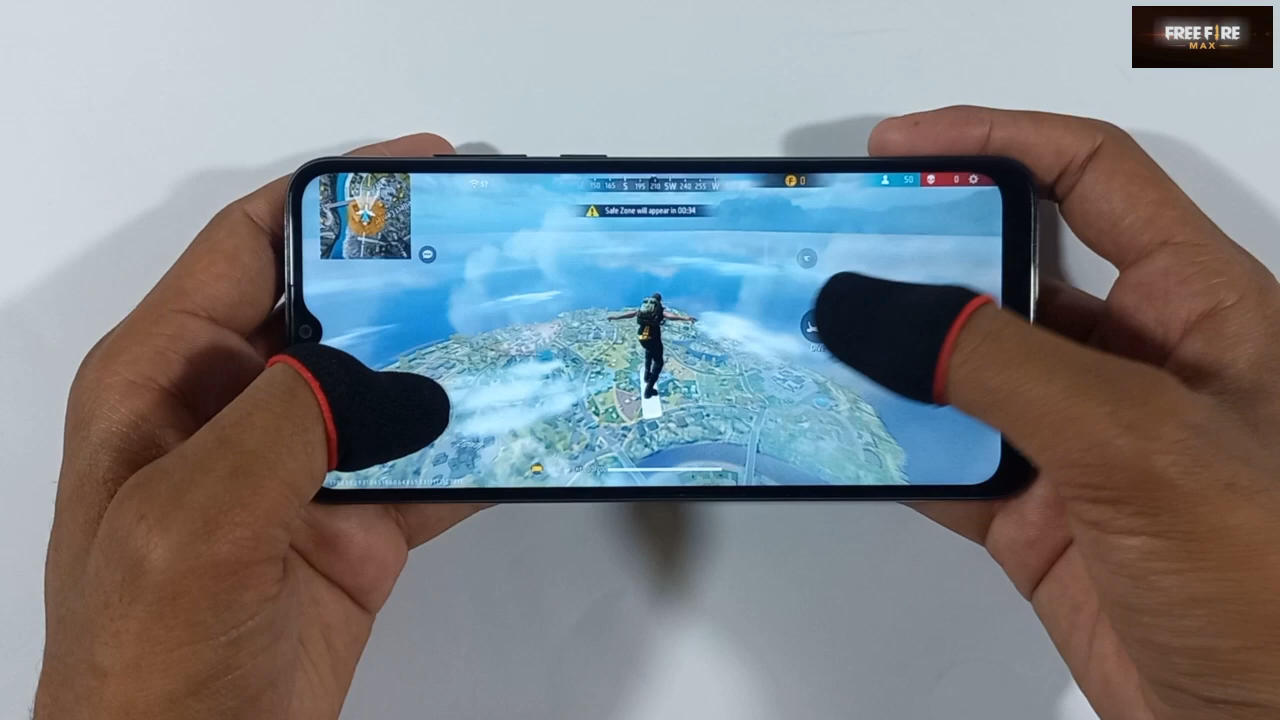 FREE FIRE
MAX
57
150 165 S 195 210 SW 240 255 W
0
50
0
Safe Zone will appear in 00:34